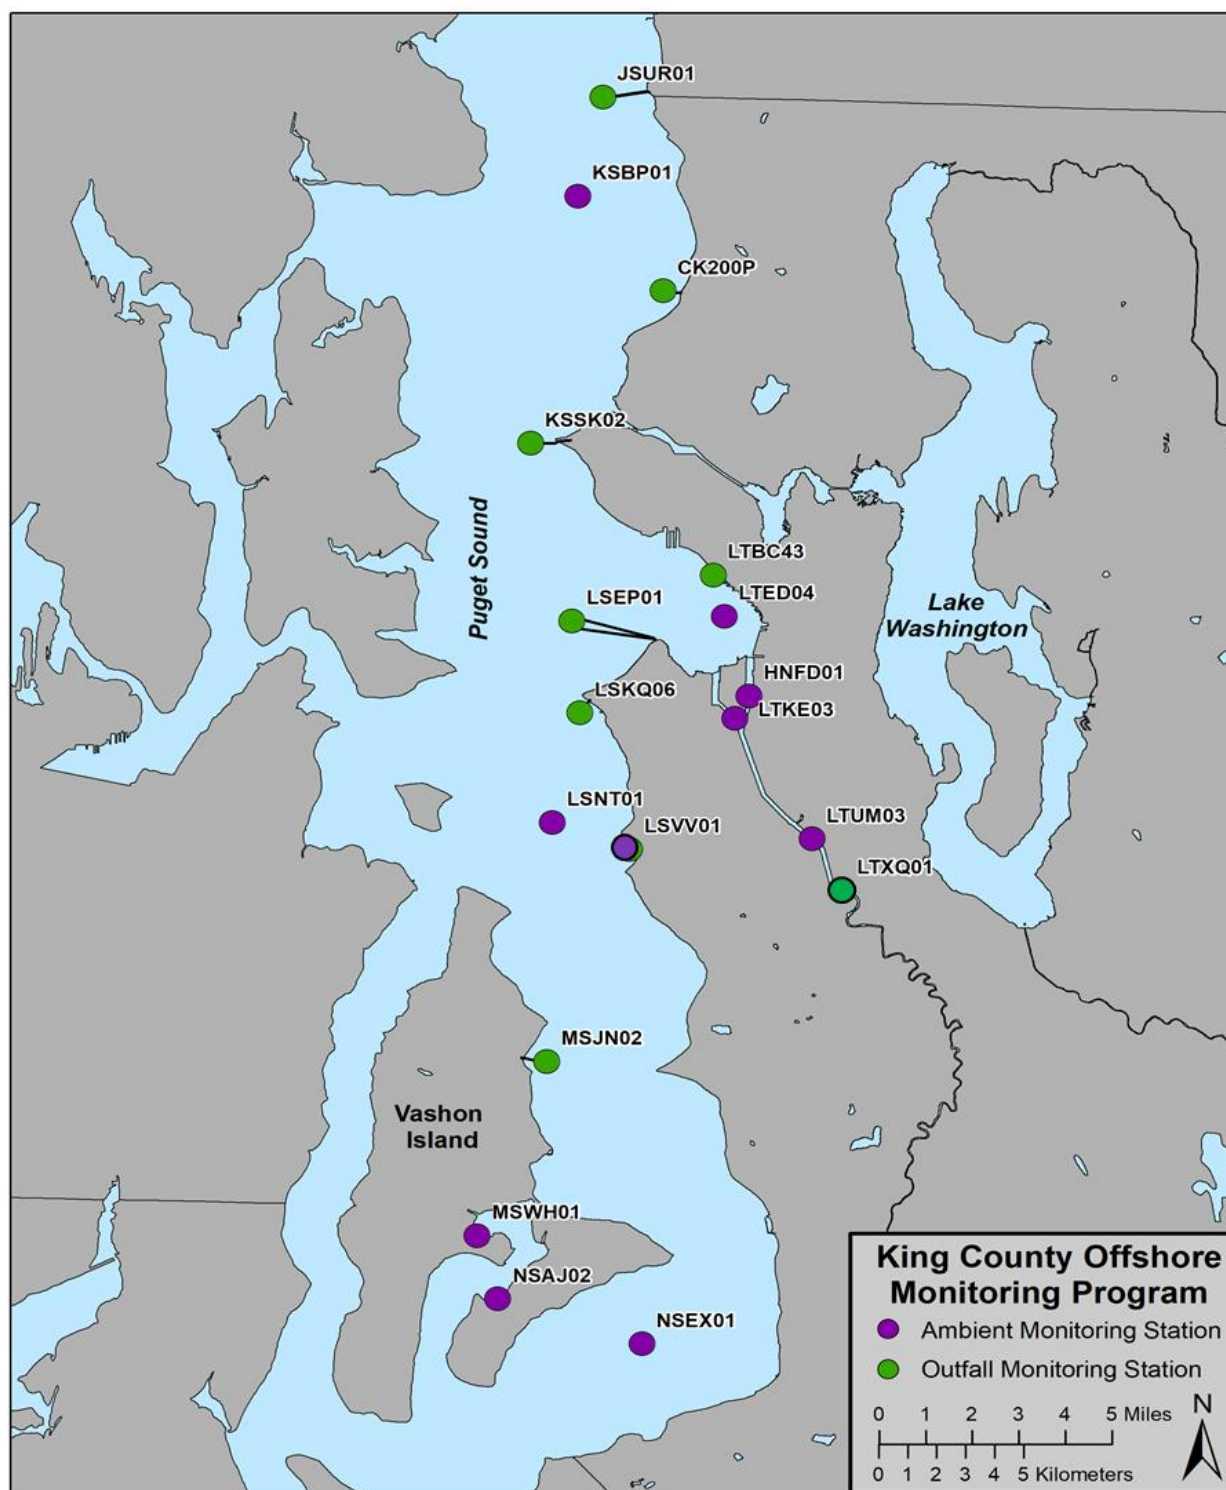 JSUR01
KSBP01
CK200P
KSSK02
Puget Sound
LTBC43
LTED04
LSEP01
Lake
Washington
HNFD01
LSKQ06
LTKE03
LSNT01
LSVV01
LTUM03
LTXQ01
MSJN02
Vashon
Island
MSWH01
NSAJ02
NSEX01
King County Offshore
Monitoring Program
Ambient Monitoring Station
Outfall Monitoring Station
N
0 1 2 3 4 5 Miles
0 1 2 3 4 5 Kilometers